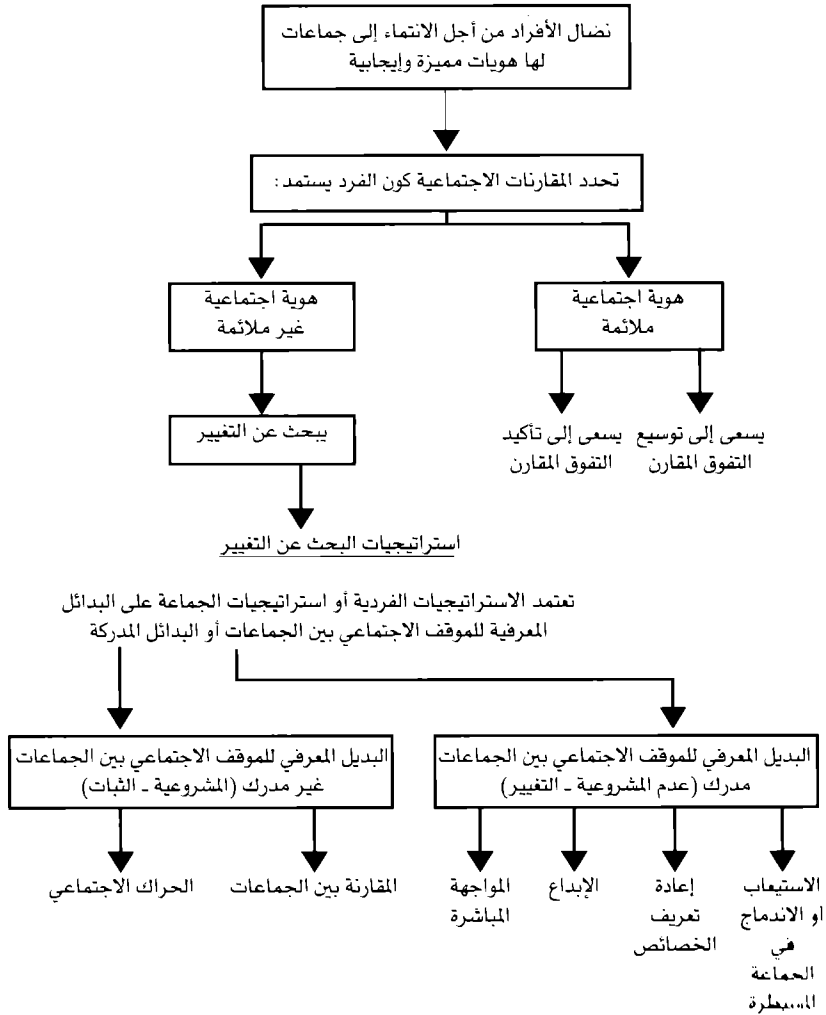 نضال الأفراد من أجل الانتماء إلى جماعات
لها هويات مميزة وإيجابية
تحدد المقارنات الاجتماعية كون الفرد يستمد:
هوية اجتماعية
ملائمة
هوية اجتماعية
غير ملائمة
يسعى إلى توسيع
التفوق المقارن
يسعى إلى تأكيد
التفوق المقارن
يبحث عن التغيير
استراتيجيات البحث عن التغيير
تعتمد الاستراتيجيات الفردية أو استراتيجيات الجماعة على البدائل
المعرفية للموقف الاجتماعي بين الجماعات أو البدائل المدركة
البديل المعرفي للموقف الاجتماعي بين الجماعات
مدرك (عدم المشروعية ـ التغيير)
البديل المعرفي للموقف الاجتماعي بين الجماعات
غير مدرك (المشروعية ـ الثبات)
الاستيعاب
أو الاندماج
في
الجماعة
المسيطرة
إعادة
تعريف
الخصائص
الإبداع
المواجهة
المباشرة
المقارنة بين الجماعات
الحراك الاجتماعي